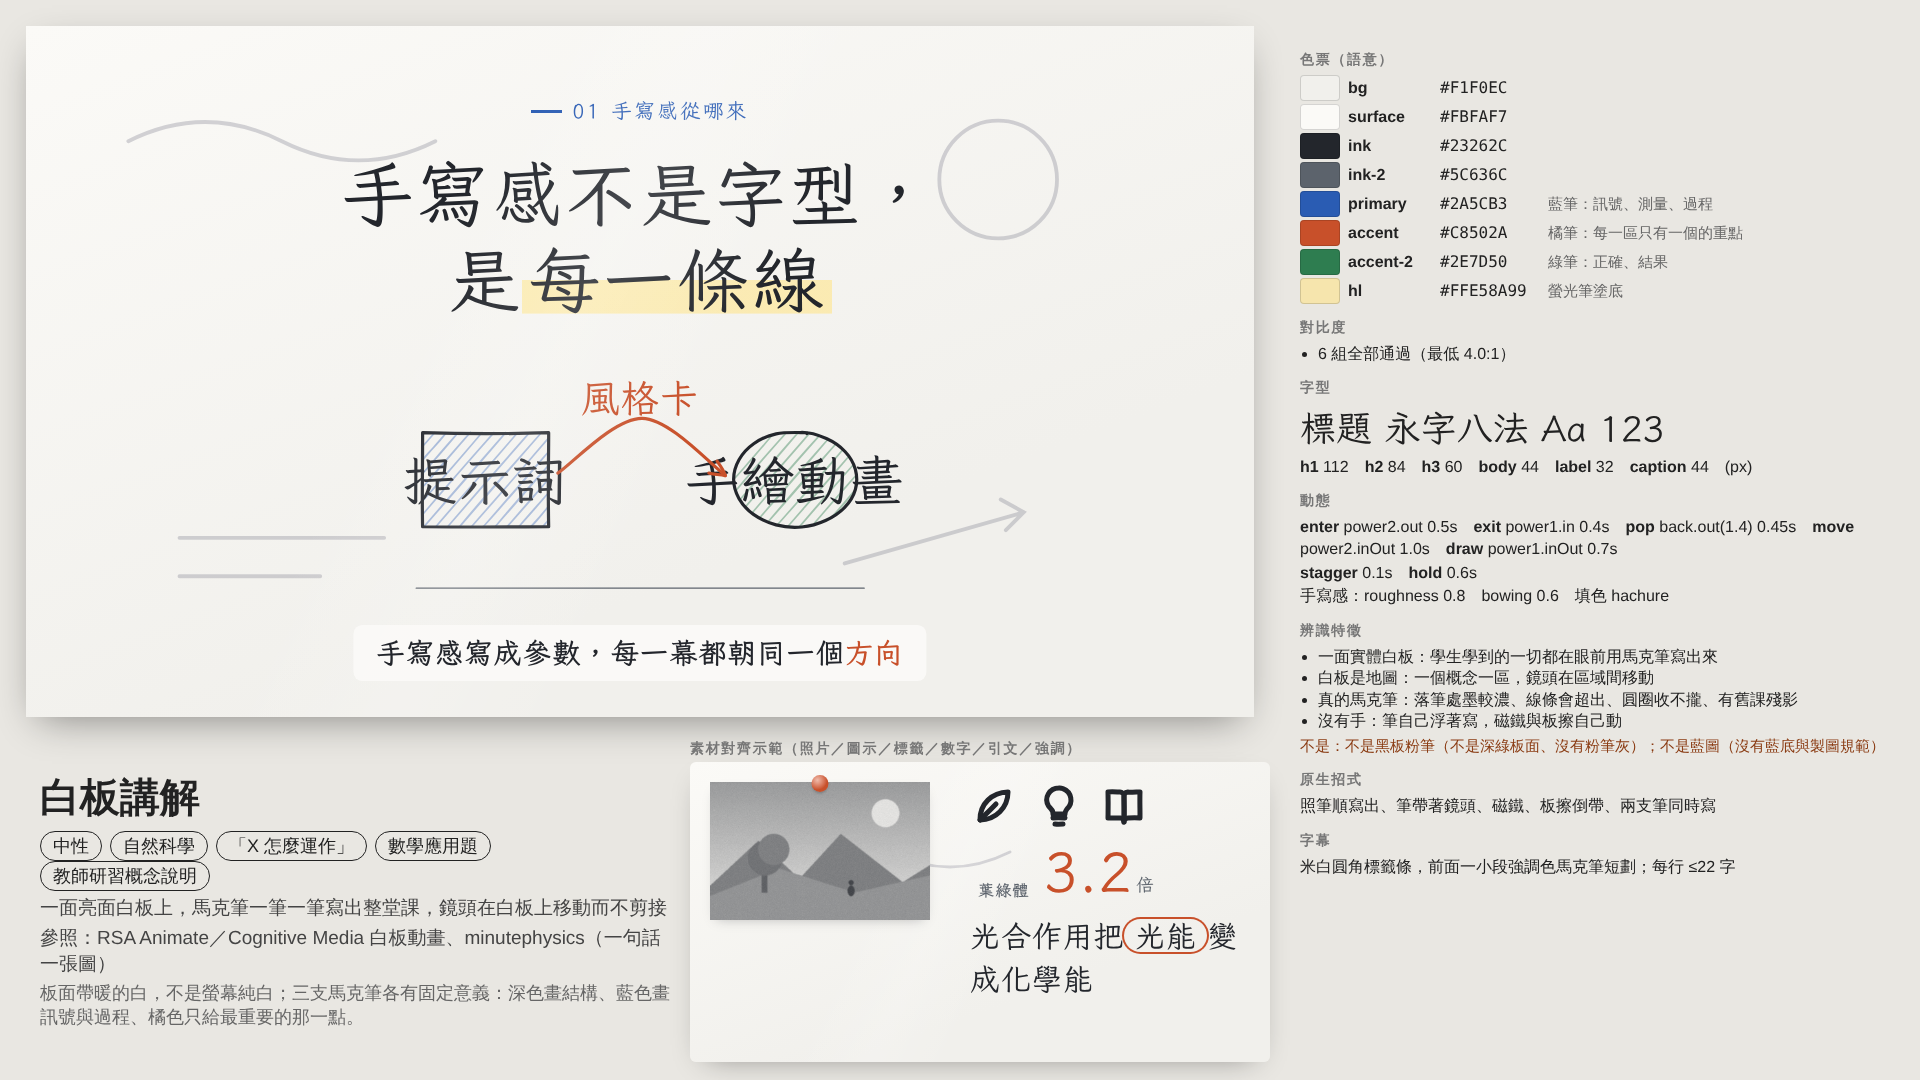 01 手寫感從哪來
手寫感不是字型，
是每一條線
風格卡
提示詞
手繪動畫
手寫感寫成參數，每一幕都朝同一個方向
白板講解
中性
自然科學
「X 怎麼運作」
數學應用題
教師研習概念說明
一面亮面白板上，馬克筆一筆一筆寫出整堂課，鏡頭在白板上移動而不剪接
參照：RSA Animate／Cognitive Media 白板動畫、minutephysics（一句話
一張圖）
板面帶暖的白，不是螢幕純白；三支馬克筆各有固定意義：深色畫結構、藍色畫
訊號與過程、橘色只給最重要的那一點。
素材對齊示範（照片／圖示／標籤／數字／引文／強調）
葉綠體 3.2 倍
光合作用把 光能 變
成化學能
色票（語意）
bg #F1F0EC
surface #FBFAF7
ink #23262C
ink-2 #5C636C
primary #2A5CB3 藍筆：訊號、測量、過程
accent #C8502A 橘筆：每一區只有一個的重點
accent-2 #2E7D50 綠筆：正確、結果
hl #FFE58A99 螢光筆塗底
對比度
• 6 組全部通過（最低 4.0:1）
字型
標題 永字八法 Aa 123
h1 112 h2 84 h3 60 body 44 label 32 caption 44 (px)
動態
enter power2.out 0.5s exit power1.in 0.4s pop back.out(1.4) 0.45s move
power2.inOut 1.0s draw power1.inOut 0.7s
stagger 0.1s hold 0.6s
手寫感：roughness 0.8 bowing 0.6 填色 hachure
辨識特徵
• 一面實體白板：學生學到的一切都在眼前用馬克筆寫出來
• 白板是地圖：一個概念一區，鏡頭在區域間移動
• 真的馬克筆：落筆處墨較濃、線條會超出、圓圈收不攏、有舊課殘影
• 沒有手：筆自己浮著寫，磁鐵與板擦自己動
不是：不是黑板粉筆（不是深綠板面、沒有粉筆灰）；不是藍圖（沒有藍底與製圖規範）
原生招式
照筆順寫出、筆帶著鏡頭、磁鐵、板擦倒帶、兩支筆同時寫
字幕
米白圓角標籤條，前面一小段強調色馬克筆短劃；每行 ≤22 字